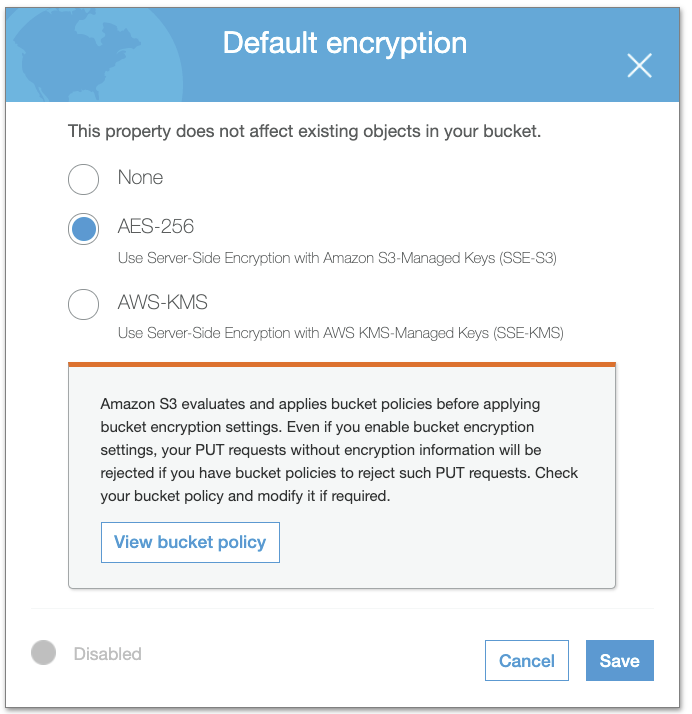 Default encryption
This property does not affect existing objects in your bucket.
None
AES-256
Use Server-Side Encryption with Amazon S3-Managed Keys (SSE-S3)
AWS-KMS
Use Server-Side Encryption with AWS KMS-Managed Keys (SSE-KMS)
Amazon S3 evaluates and applies bucket policies before applying
bucket encryption settings. Even if you enable bucket encryption
settings, your PUT requests without encryption information will be
rejected if you have bucket policies to reject such PUT requests. Check
your bucket policy and modify it if required.
View bucket policy
Disabled
Cancel
Save